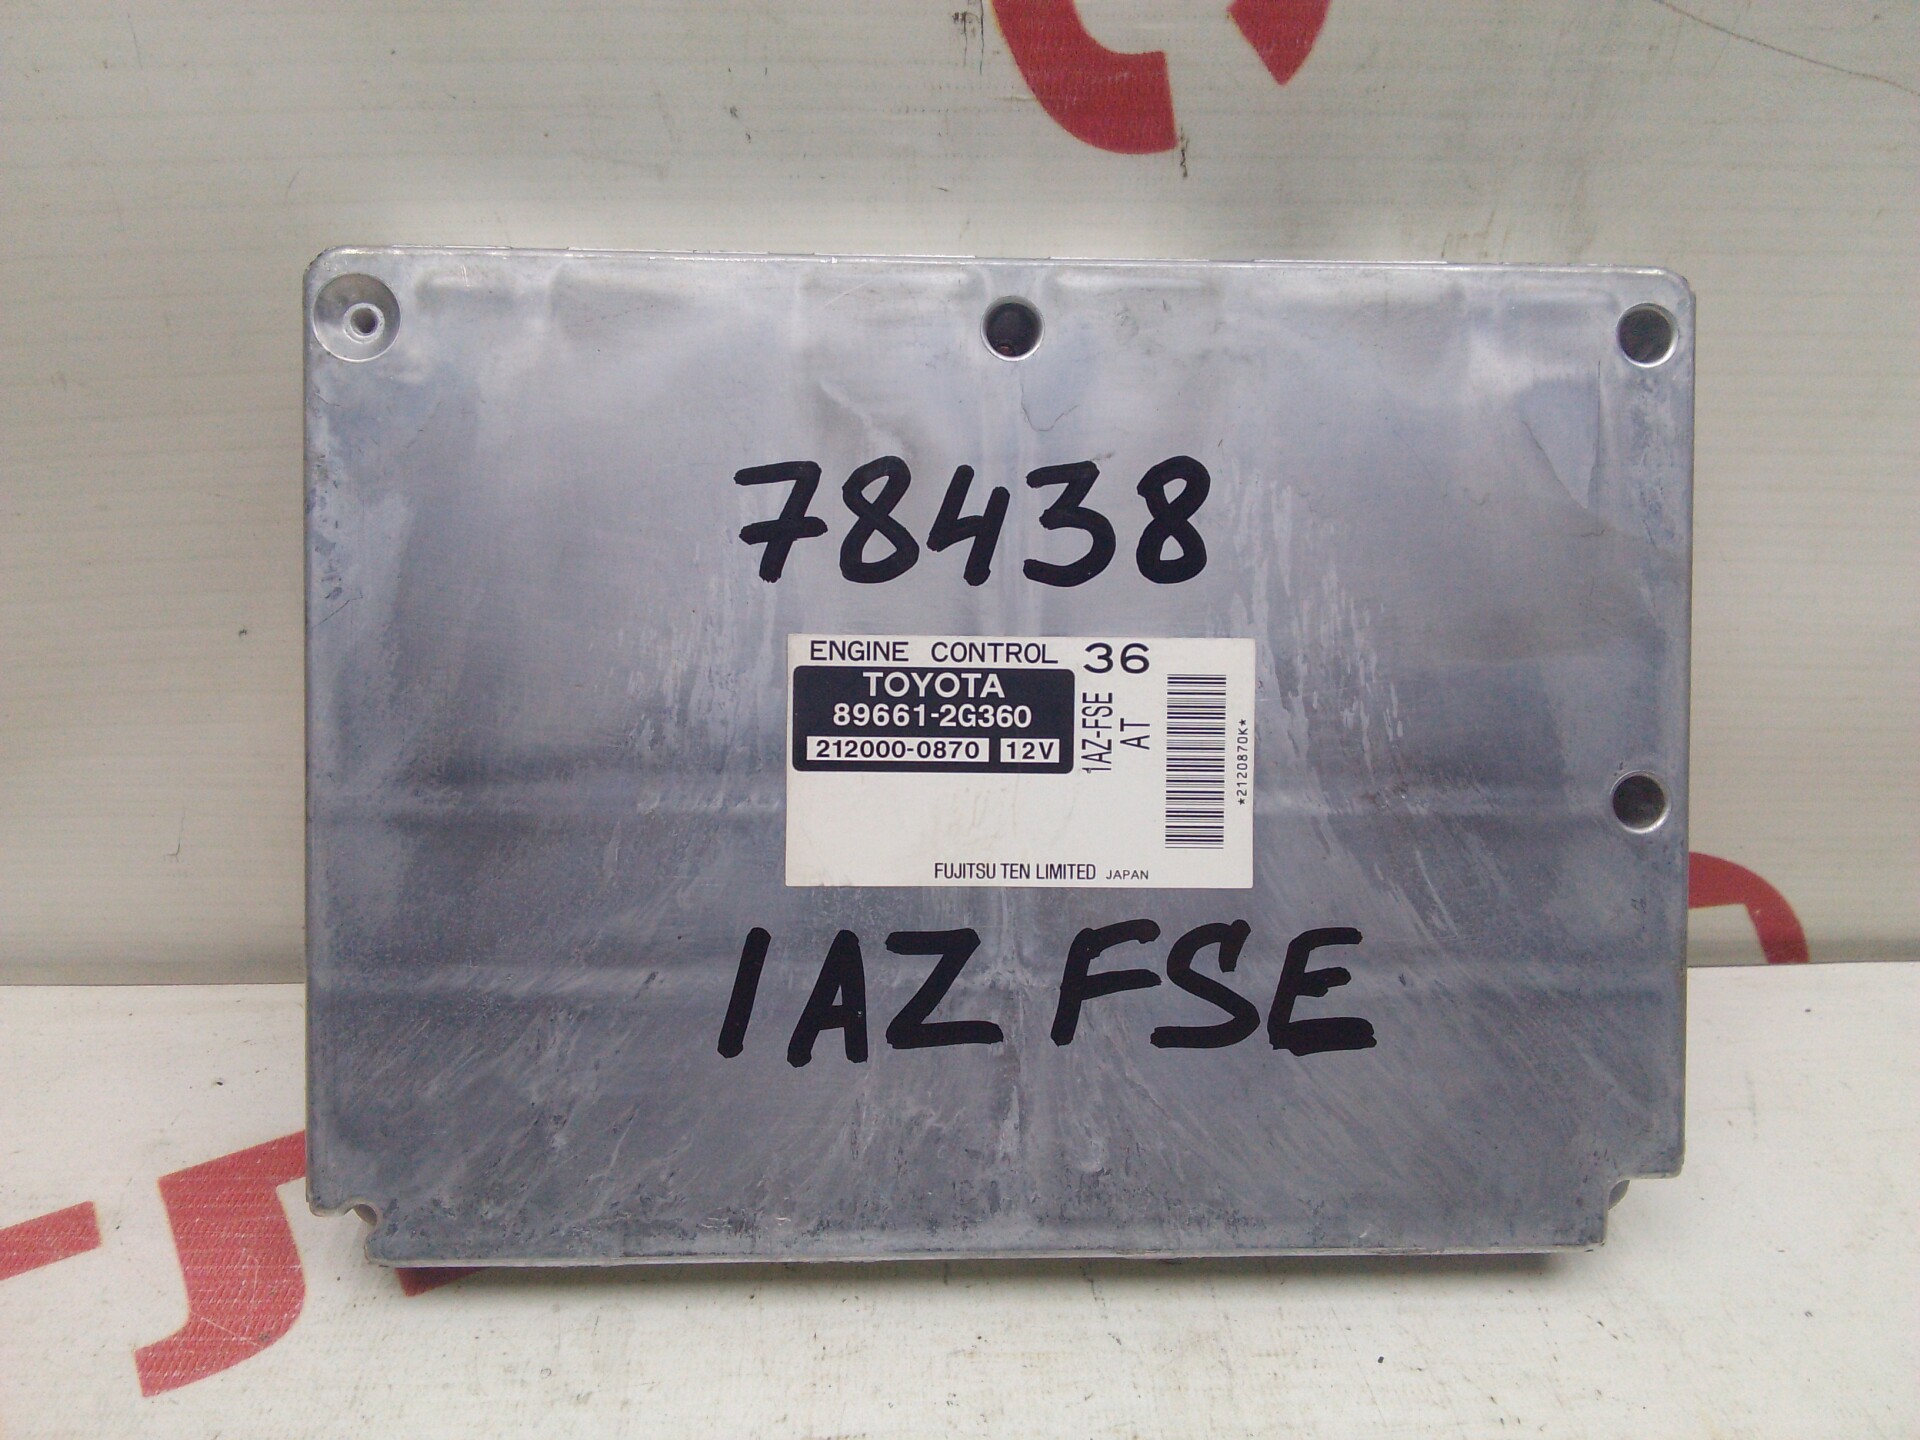 78438
ENGINE CONTROL 36
TOYOTA
89661-2G360
212000-0870 12V
1AZ-FSE
AT
*2120870K*
FUJITSU TEN LIMITED JAPAN
1AZ FSE